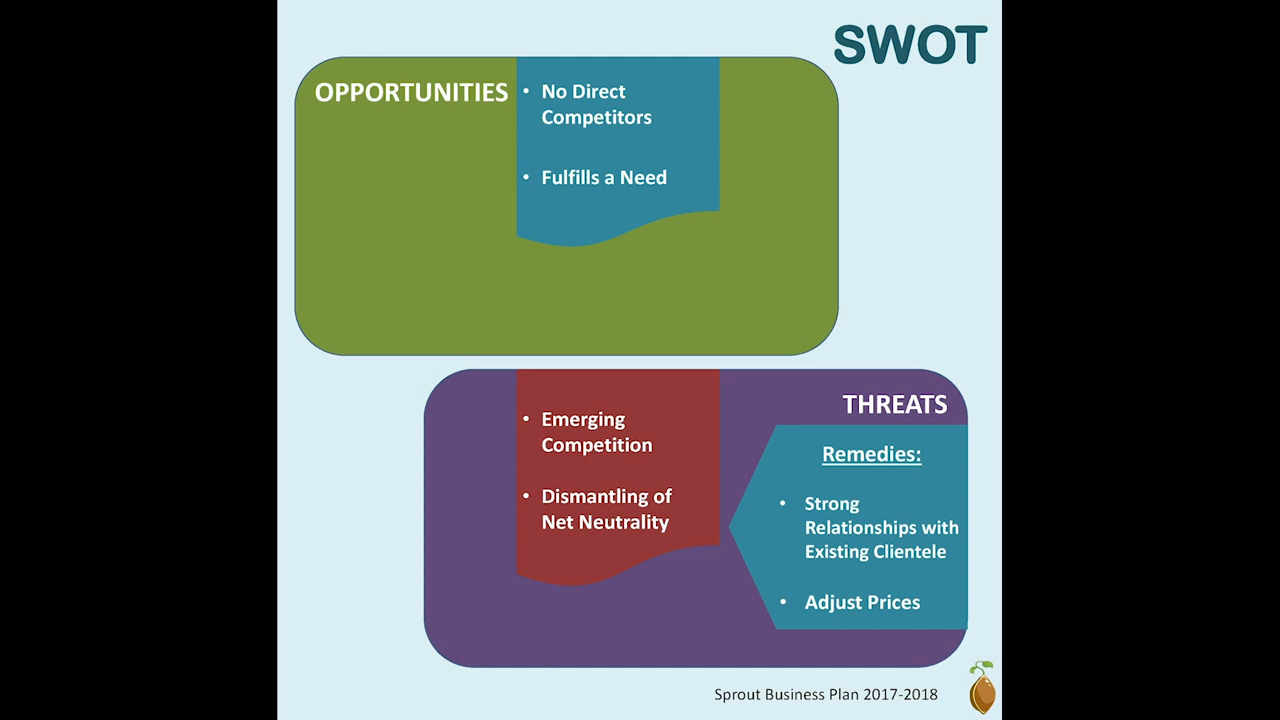 SWOT
OPPORTUNITIES
• No Direct
Competitors
• Fulfills a Need
THREATS
• Emerging
Competition
• Dismantling of
Net Neutrality
Remedies:
• Strong
Relationships with
Existing Clientele
• Adjust Prices
Sprout Business Plan 2017-2018